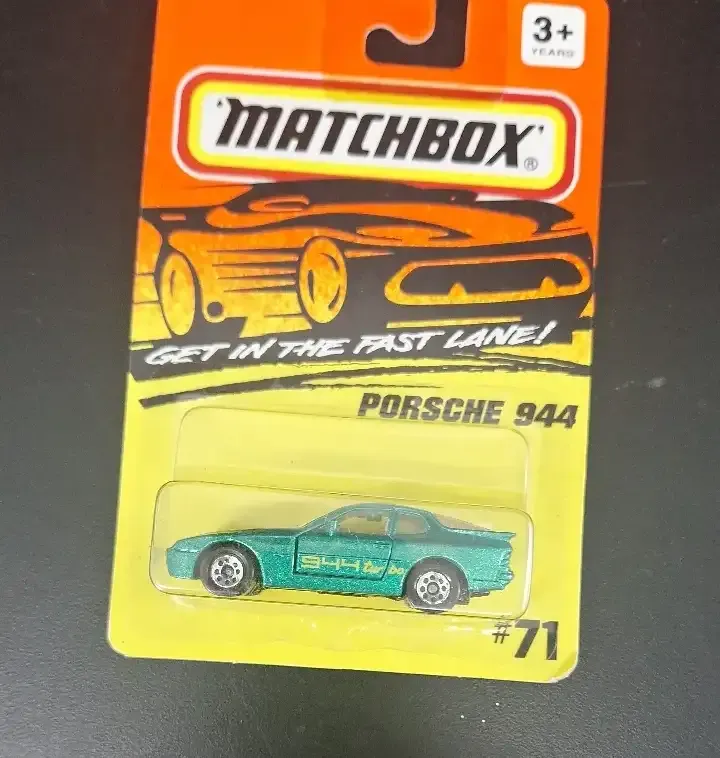 3+
YEARS
'MATCHBOX'®
GET IN THE FAST LANE!
PORSCHE 944
944 turbo
#71